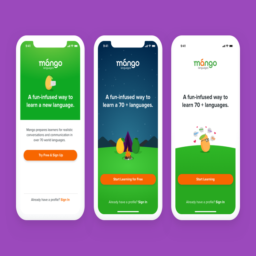 mango
languages
A fun-infused way to
learn a new language.
Mango prepares learners for realistic
conversations and communication in
over 70 world languages.
Try Free & Sign Up
Already have a profile? Sign In
mango
languages
A fun-infused way to
learn a 70 + languages.
Start Learning for Free
Already have a profile? Sign In
mango
languages
A fun-infused way to
learn 70 + languages.
Start Learning
Already have a profile? Sign In